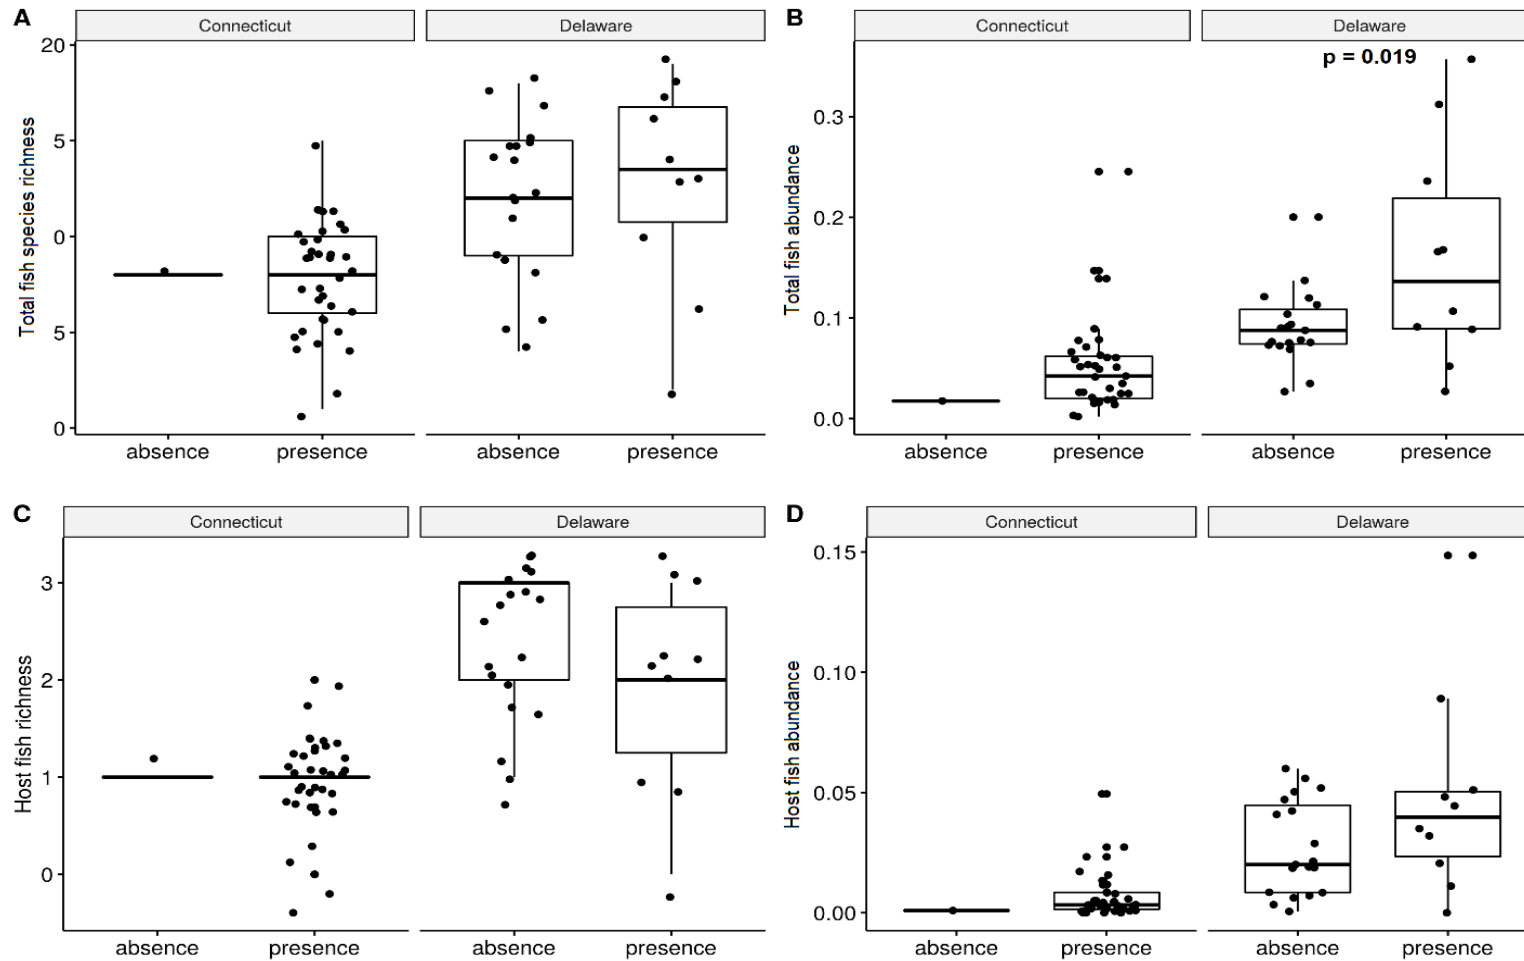 A
Connecticut
Delaware
Total fish species richness
20
5
0
5
0
absence
presence
absence
presence
B
Connecticut
Delaware
p = 0.019
Total fish abundance
0.3
0.2
0.1
0.0
absence
presence
absence
presence
C
Connecticut
Delaware
Host fish richness
3
2
1
0
absence
presence
absence
presence
D
Connecticut
Delaware
Host fish abundance
0.15
0.10
0.05
0.00
absence
presence
absence
presence